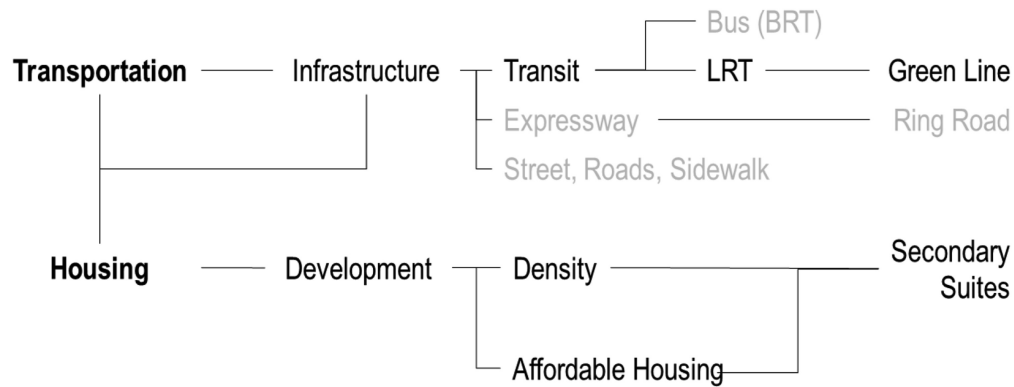 Bus (BRT)
Transportation Infrastructure Transit LRT Green Line
Expressway Ring Road
Street, Roads, Sidewalk
Housing Development Density Secondary
Suites
Affordable Housing